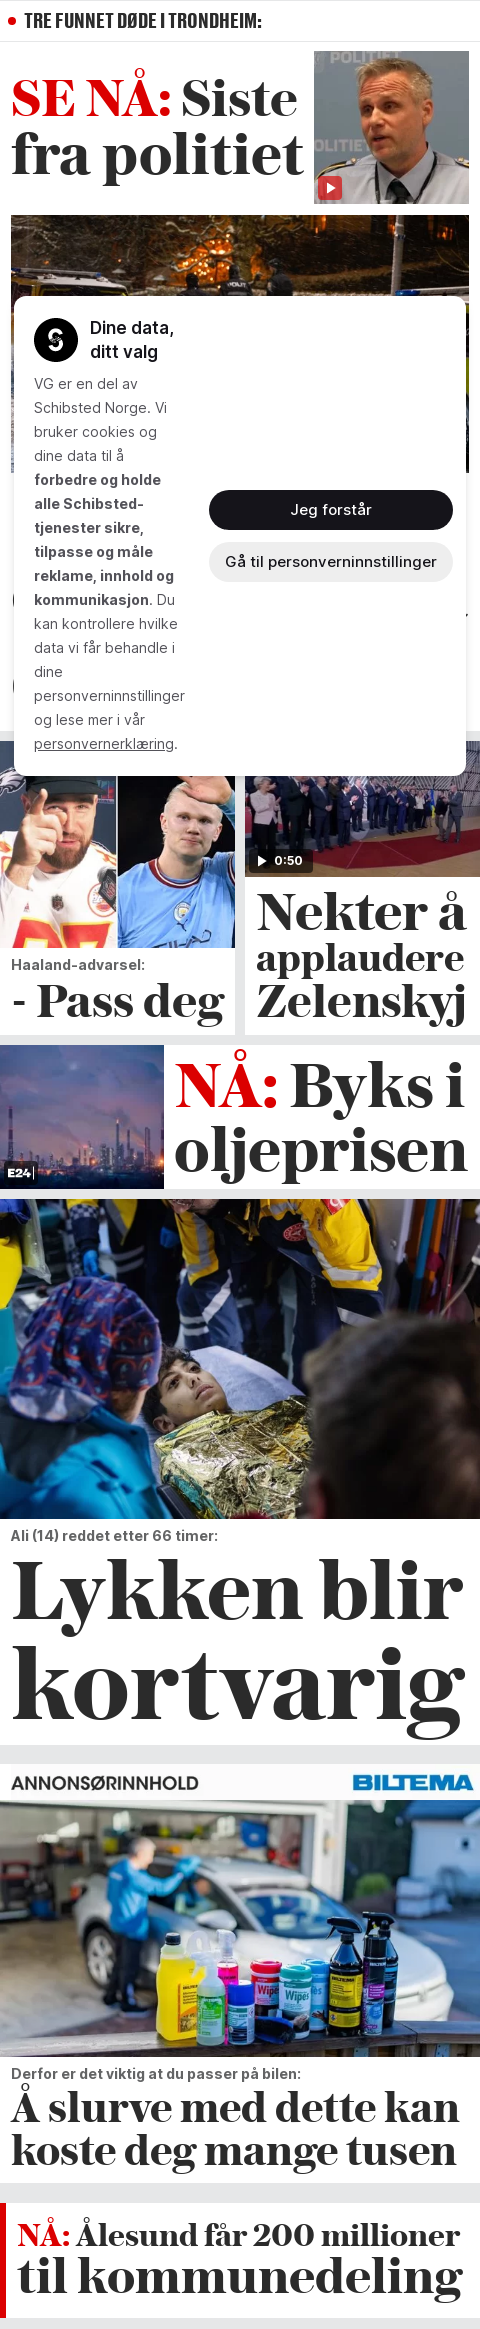 TRE FUNNET DØDE I TRONDHEIM:
SE NÅ: Siste
fra politiet
POLITIET
Dine data,
ditt valg
VG er en del av
Schibsted Norge. Vi
bruker cookies og
dine data til å
forbedre og holde
alle Schibsted-
tjenester sikre,
tilpasse og måle
reklame, innhold og
kommunikasjon. Du
kan kontrollere hvilke
data vi får behandle i
dine
personverninnstillinger
og lese mer i vår
personvernerklæring.
Jeg forstår
Gå til personverninnstillinger
0:50
Haaland-advarsel:
- Pass deg
Nekter å
applaudere
Zelenskyj
E24
NÅ: Byks i
oljeprisen
Ali (14) reddet etter 66 timer:
Lykken blir
kortvarig
ANNONSØRINNHOLD
BILTEMA
Wipes
Wipes
BILTEMA
Derfor er det viktig at du passer på bilen:
Å slurve med dette kan
koste deg mange tusen
NÅ: Ålesund får 200 millioner
til kommunedeling